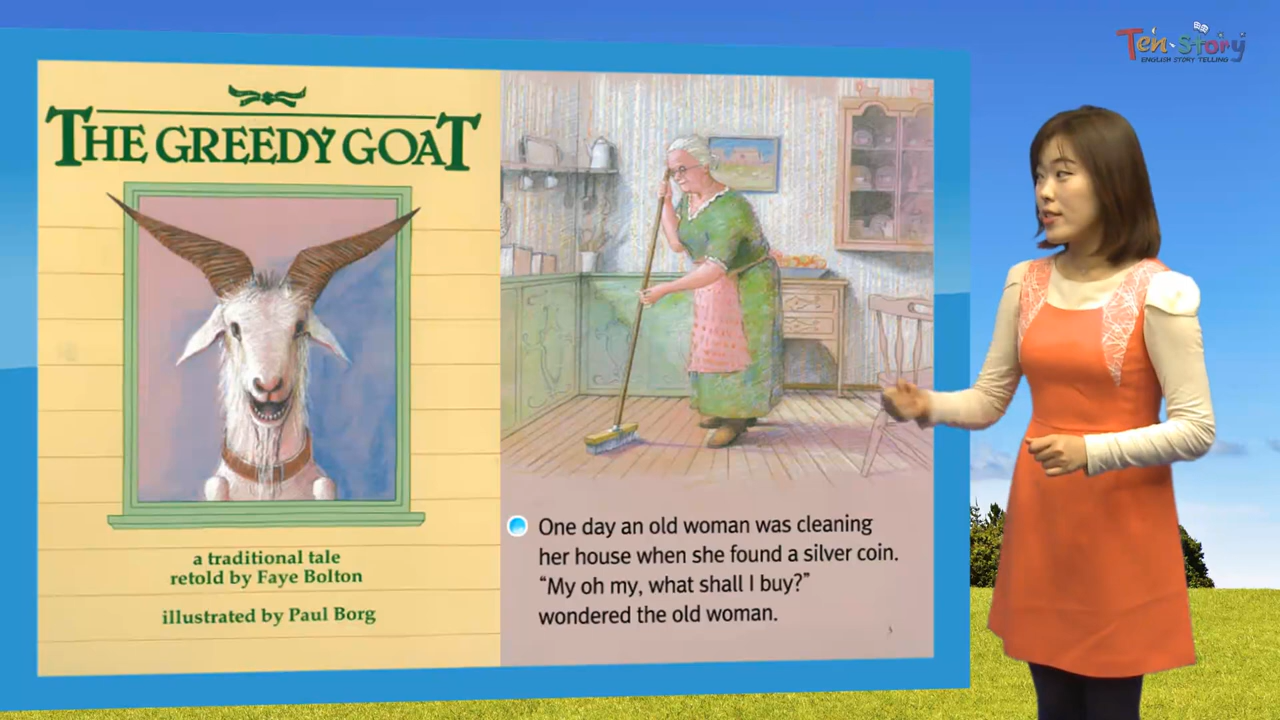 THE GREEDY GOAT
a traditional tale
retold by Faye Bolton
illustrated by Paul Borg
One day an old woman was cleaning
her house when she found a silver coin.
“My oh my, what shall I buy?”
wondered the old woman.
3
Ten Story
ENGLISH STORY TELLING